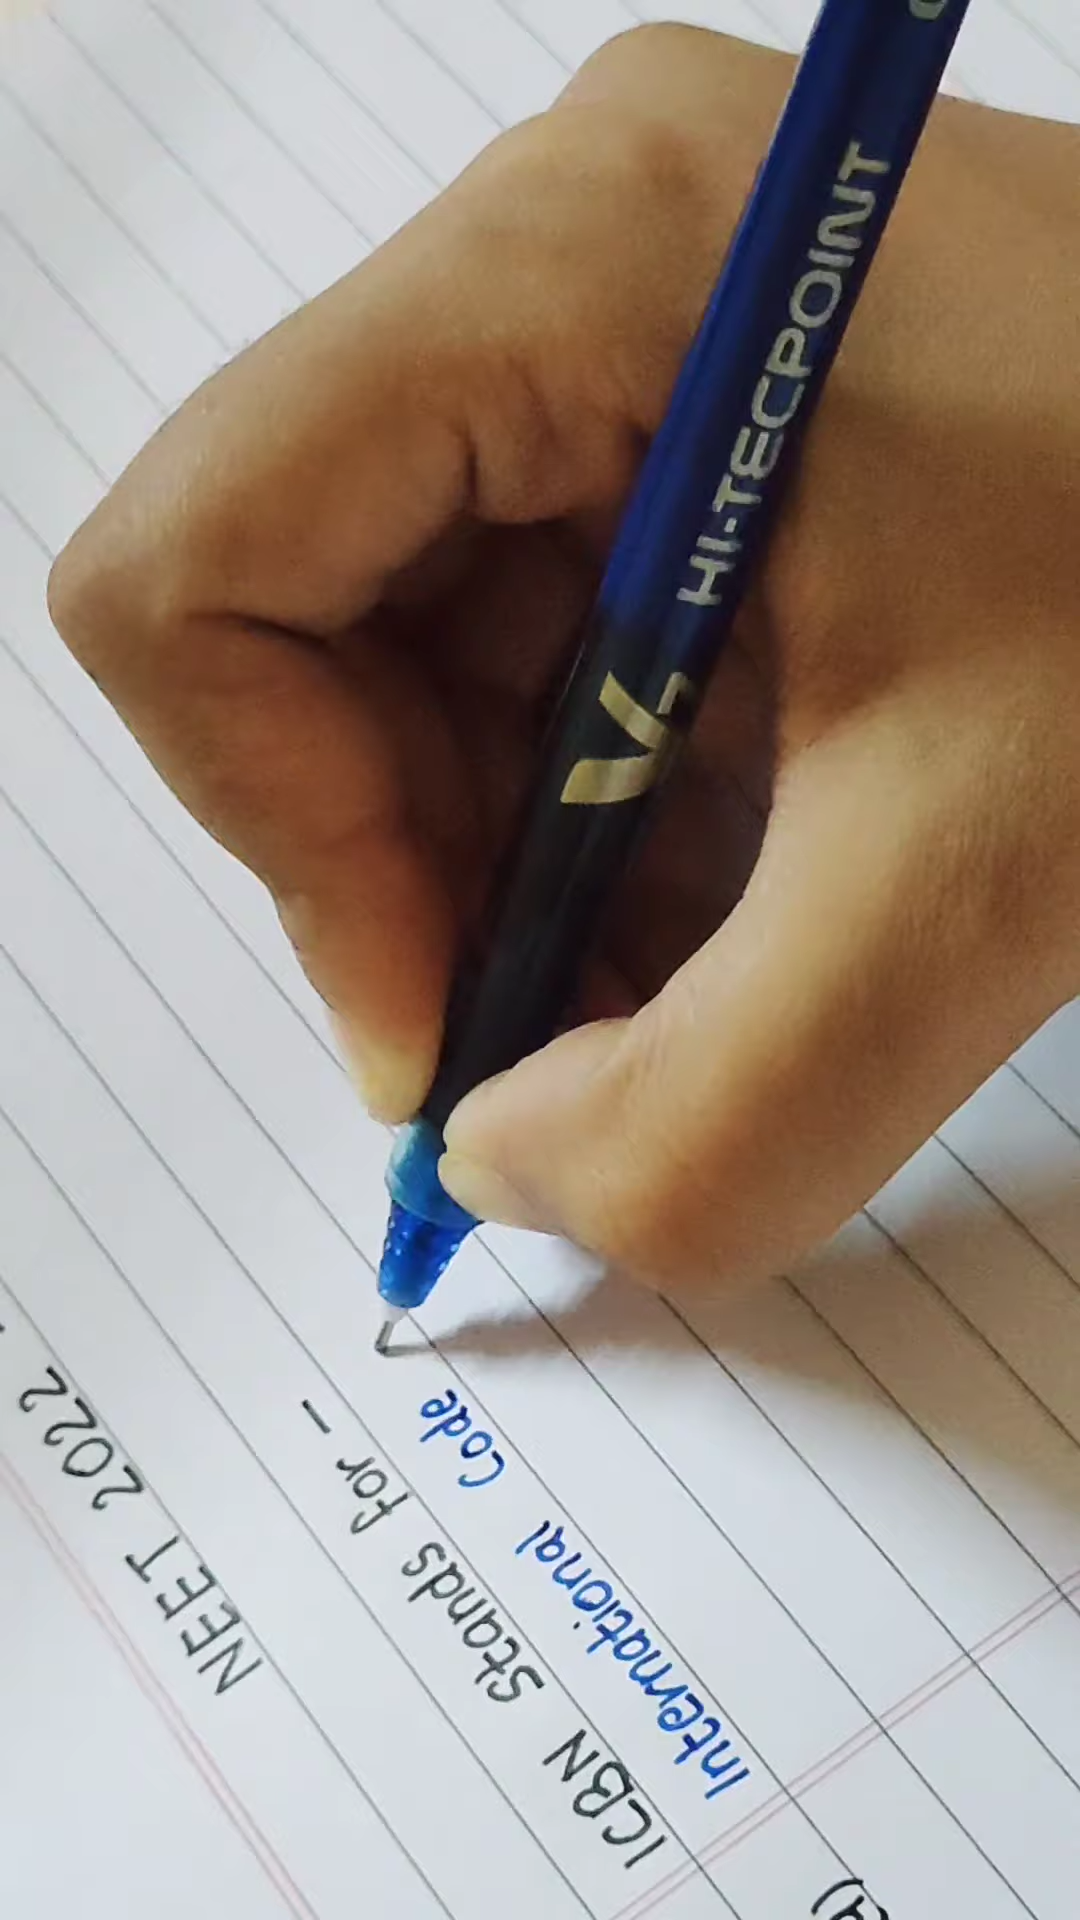 NEET 2022
ICBN Stands for -
International Code
HI-TECPOINT
V7